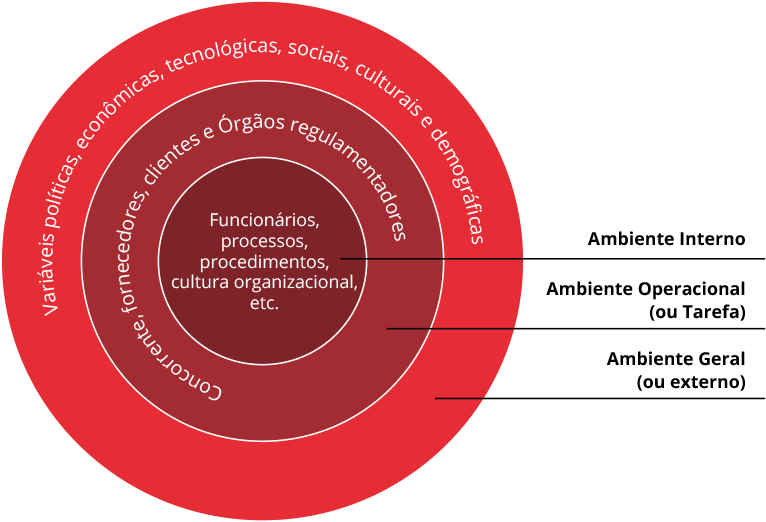 Variáveis políticas, econômicas, tecnológicas, sociais, culturais e demográficas
Concorrente, fornecedores, clientes e Órgãos regulamentadores
Funcionários,
processos,
procedimentos,
cultura organizacional,
etc.
Ambiente Interno
Ambiente Operacional
(ou Tarefa)
Ambiente Geral
(ou externo)